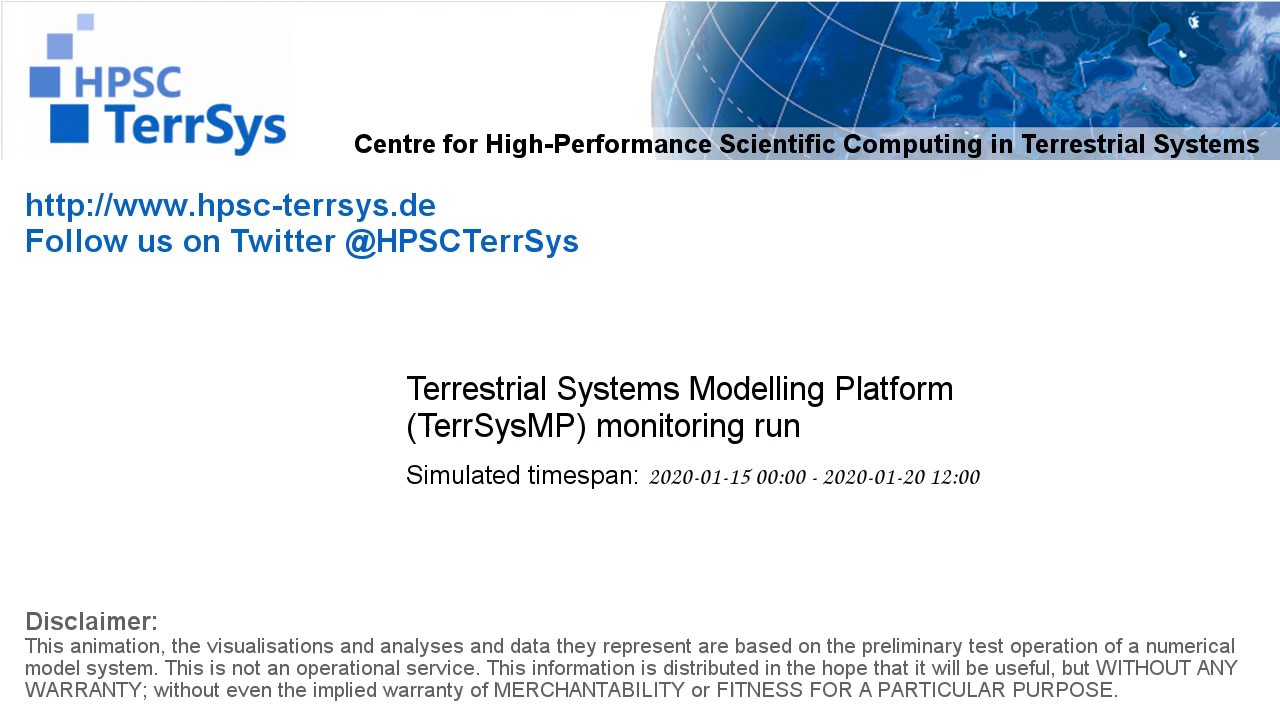 HPSC
TerrSys
Centre for High-Performance Scientific Computing in Terrestrial Systems
http://www.hpsc-terrsys.de
Follow us on Twitter @HPSCTerrSys
Terrestrial Systems Modelling Platform
(TerrSysMP) monitoring run
Simulated timespan: 2020-01-15 00:00 - 2020-01-20 12:00
Disclaimer:
This animation, the visualisations and analyses and data they represent are based on the preliminary test operation of a numerical
model system. This is not an operational service. This information is distributed in the hope that it will be useful, but WITHOUT ANY
WARRANTY; without even the implied warranty of MERCHANTABILITY or FITNESS FOR A PARTICULAR PURPOSE.